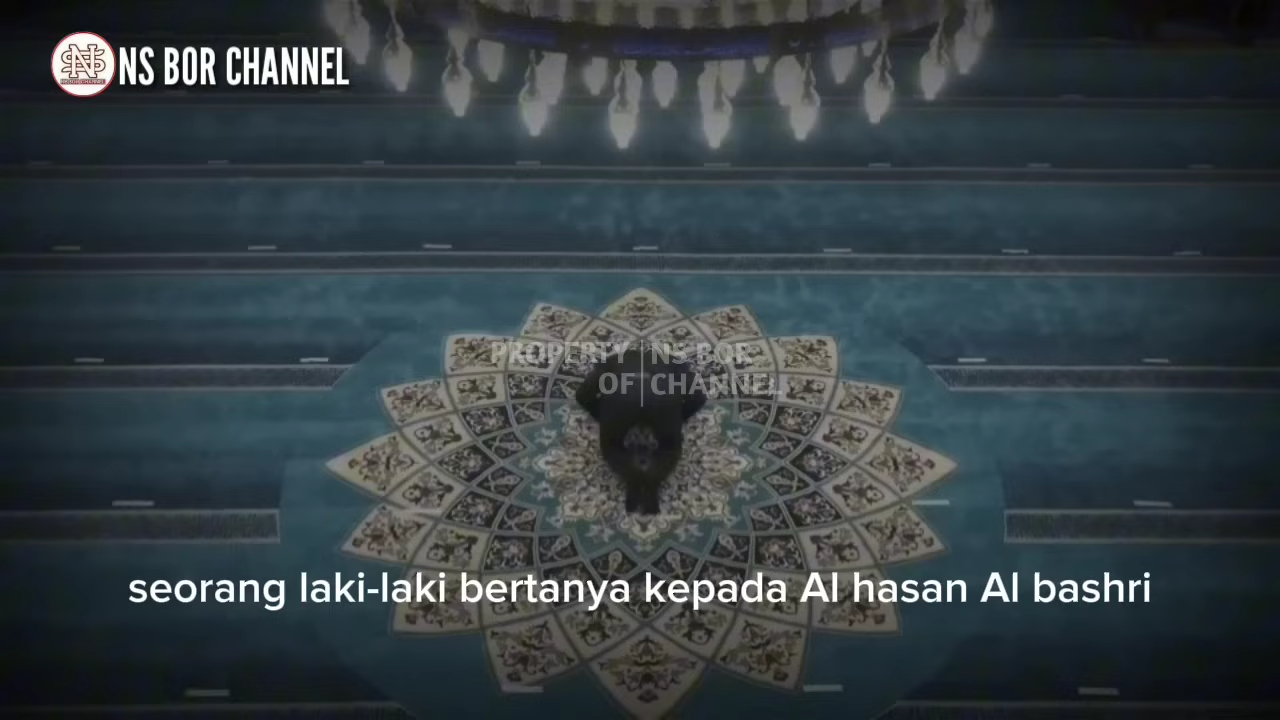 NS BOR CHANNEL
PROPERTY NS BOR
OF CHANNEL
seorang laki-laki bertanya kepada Al hasan Al bashri